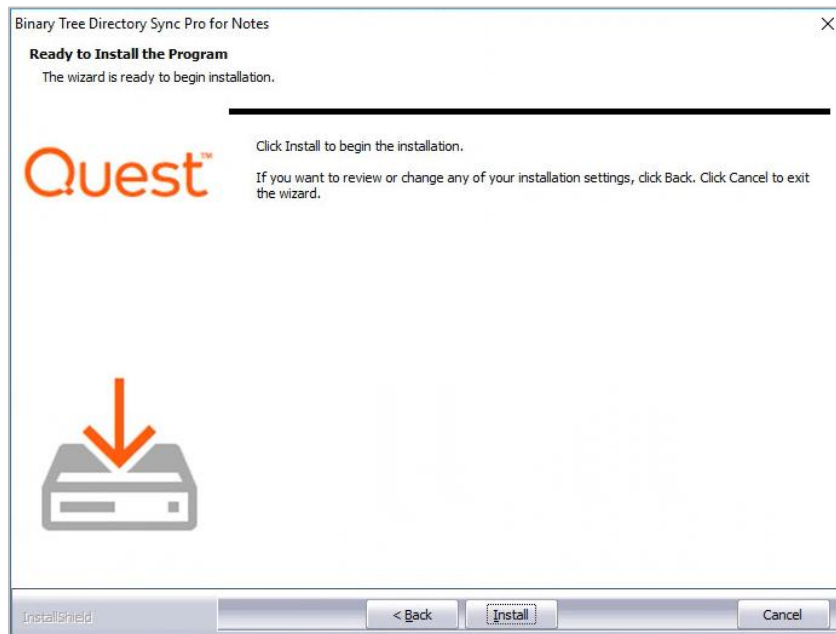 Binary Tree Directory Sync Pro for Notes
Ready to Install the Program
The wizard is ready to begin installation.
Quest™
Click Install to begin the installation.
If you want to review or change any of your installation settings, click Back. Click Cancel to exit
the wizard.
InstallShield
< Back
Install
Cancel